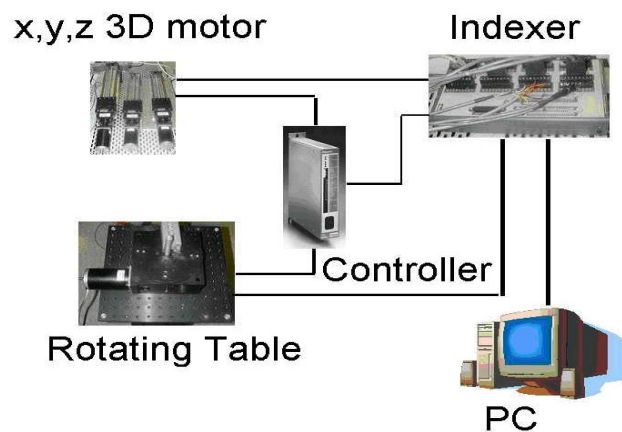 x,y,z 3D motor
Indexer
Controller
Rotating Table
PC